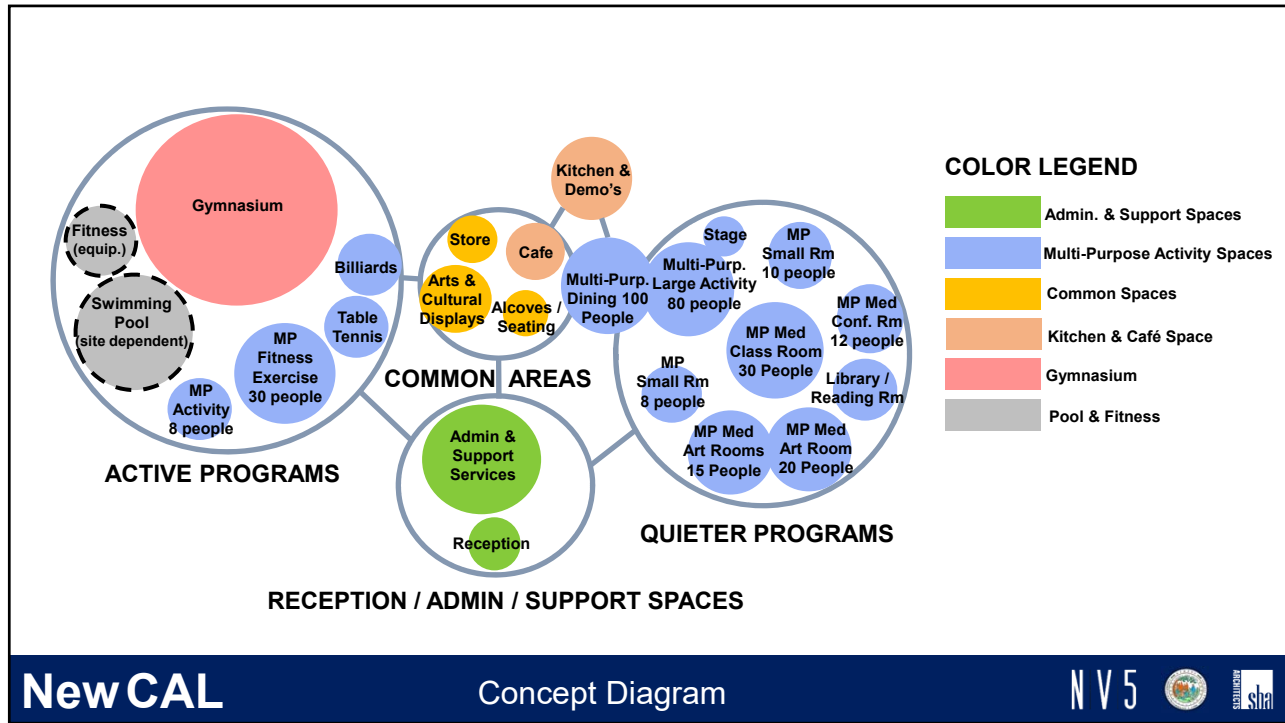 Gymnasium
Fitness
(equip.)
Swimming
Pool
(site dependent)
Billiards
Table
Tennis
MP
Fitness
Exercise
30 people
MP
Activity
8 people
ACTIVE PROGRAMS
Store
Cafe
Arts &
Cultural
Displays
Alcoves /
Seating
COMMON AREAS
Kitchen &
Demo's
Multi-Purp.
Dining 100
People
Multi-Purp.
Large Activity
80 people
Stage
MP
Small Rm
10 people
MP Med
Conf. Rm
12 people
MP Med
Class Room
30 People
MP
Small Rm
8 people
Library /
Reading Rm
MP Med
Art Rooms
15 People
MP Med
Art Room
20 People
QUIETER PROGRAMS
Admin &
Support
Services
Reception
RECEPTION / ADMIN / SUPPORT SPACES
COLOR LEGEND
Admin. & Support Spaces
Multi-Purpose Activity Spaces
Common Spaces
Kitchen & Café Space
Gymnasium
Pool & Fitness
New CAL
Concept Diagram
NV5
ARCHITECTS
sha